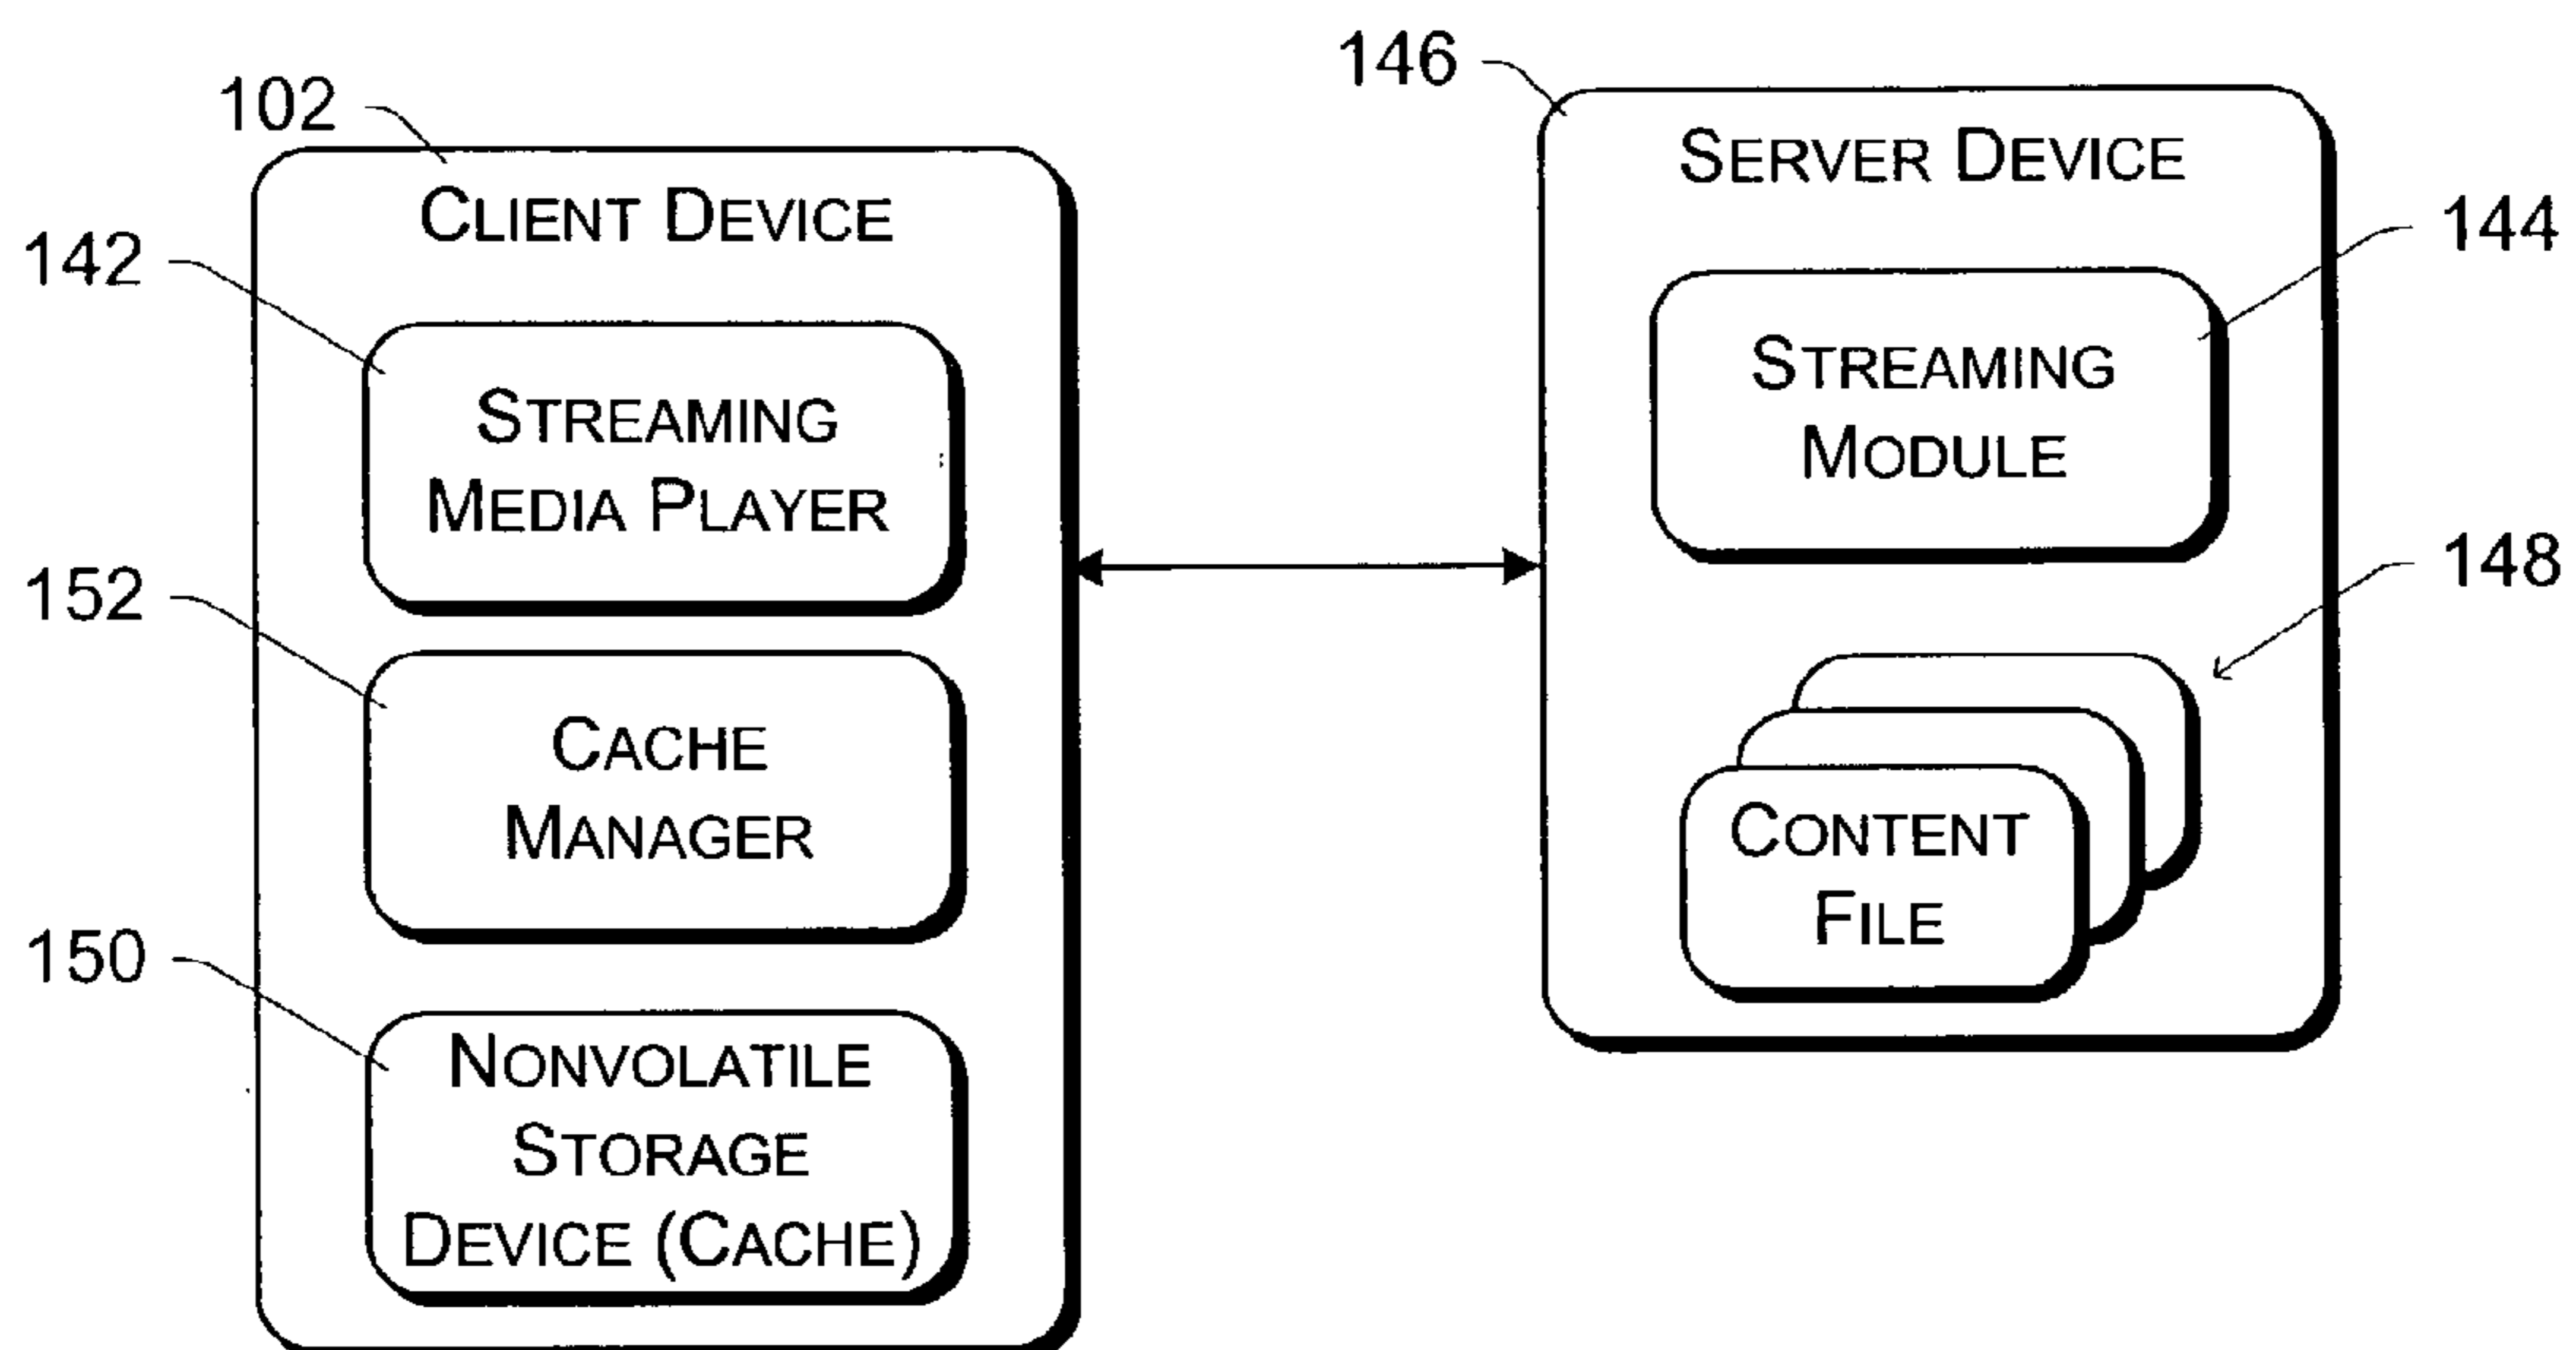 102
CLIENT DEVICE
142
STREAMING
MEDIA PLAYER
152
CACHE
MANAGER
150
NONVOLATILE
STORAGE
DEVICE (CACHE)
146
SERVER DEVICE
144
STREAMING
MODULE
148
CONTENT
FILE